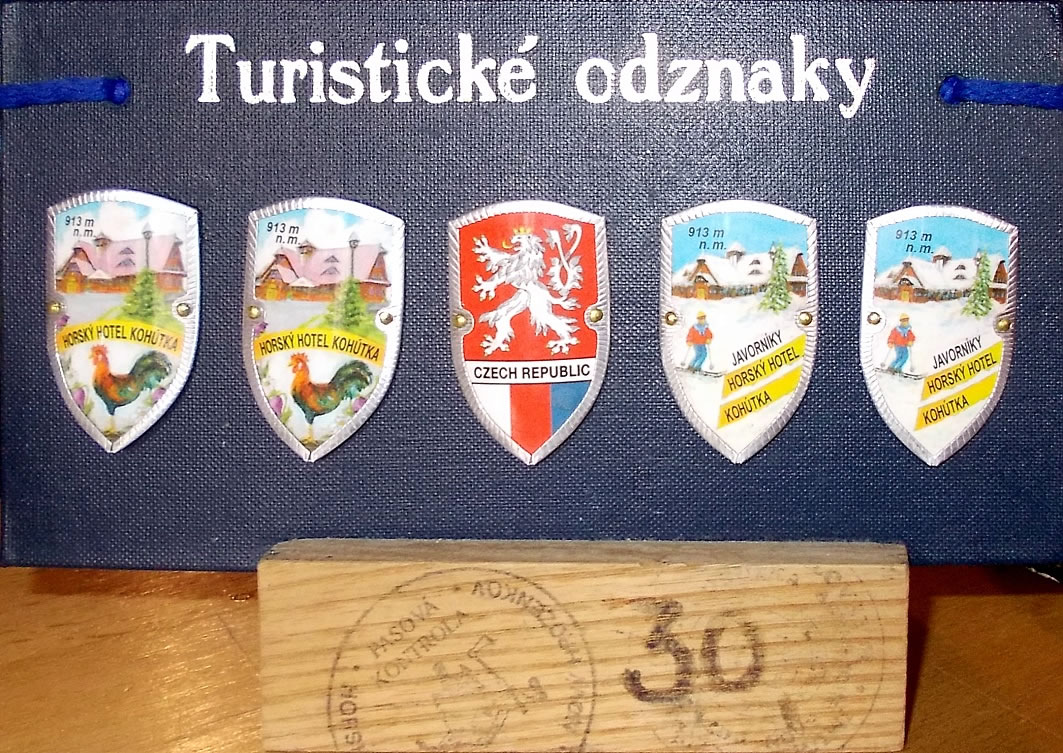 Turistické odznaky
913 m
n. m.
HORSKÝ HOTEL KOHÚTKA
913 m
n. m.
HORSKÝ HOTEL KOHÚTKA
CZECH REPUBLIC
913 m
n. m.
JAVORNÍKY
HORSKÝ HOTEL
KOHÚTKA
913 m
n. m.
JAVORNÍKY
HORSKÝ HOTEL
KOHÚTKA
PASOVÁ
KONTROLA
30